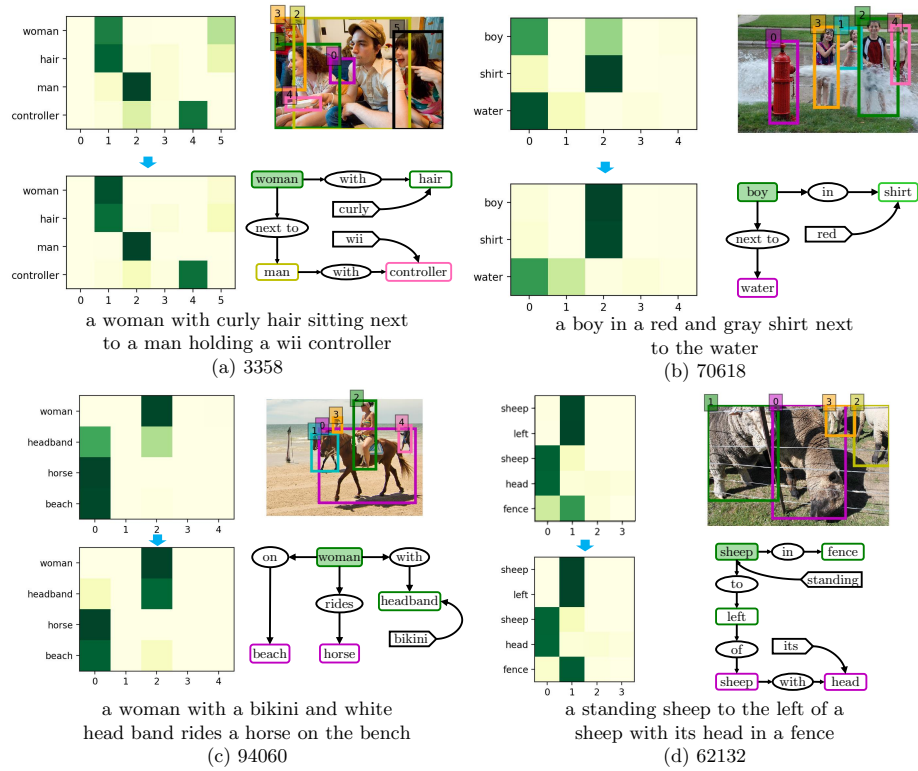 woman
hair
man
controller
0 1 2 3 4 5
3 2
1
0
5
4
woman
hair
man
controller
0 1 2 3 4 5
woman with hair
curly
next to
wii
man with controller
a woman with curly hair sitting next
to a man holding a wii controller
(a) 3358
boy
shirt
water
0 1 2 3 4
0
3
1
2
4
boy
shirt
water
0 1 2 3 4
boy in shirt
next to red
water
a boy in a red and gray shirt next
to the water
(b) 70618
woman
headband
horse
beach
0 1 2 3 4
2
3
1 0
4
woman
headband
horse
beach
0 1 2 3 4
on woman with
rides headband
bikini
beach horse
a woman with a bikini and white
head band rides a horse on the bench
(c) 94060
sheep
left
sheep
head
fence
0 1 2 3
1 0 3 2
sheep
left
sheep
head
fence
0 1 2 3
sheep in fence
to standing
left
of its
sheep with head
a standing sheep to the left of a
sheep with its head in a fence
(d) 62132